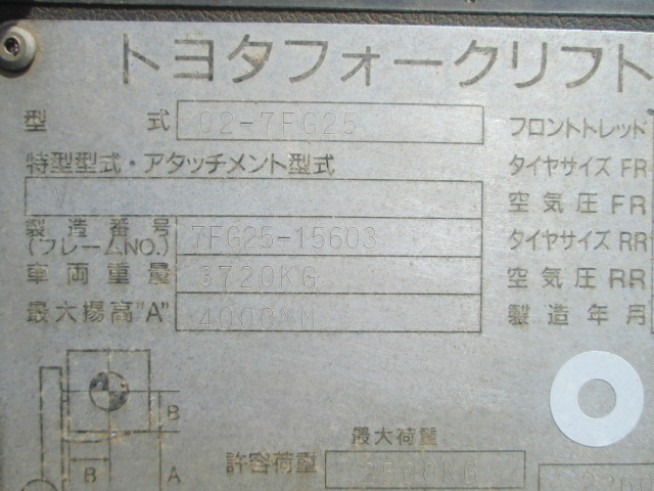 トヨタフォークリフト
型式 02-7FG25 フロントトレッド
特型型式・アタッチメント型式 タイヤサイズ FR
空気圧 FR
製造番号 (フレームNO.) 7FG25-15603 タイヤサイズ RR
車両重量 3720KG 空気圧 RR
最大揚高"A" 4000MM 製造年月
B
最大荷重
B A 許容荷重 2500KG